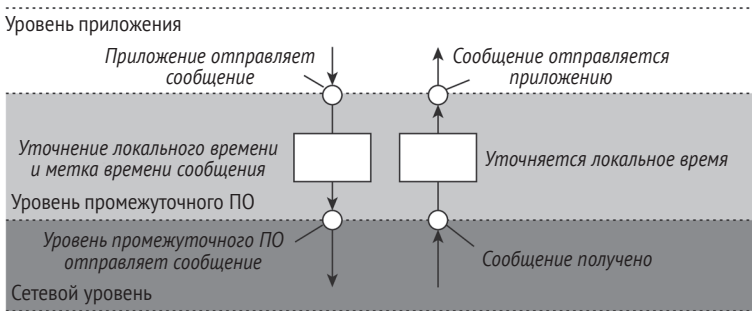 Уровень приложения
Приложение отправляет
сообщение
Сообщение отправляется
приложению
Уточнение локального времени
и метка времени сообщения
Уточняется локальное время
Уровень промежуточного ПО
Уровень промежуточного ПО
отправляет сообщение
Сообщение получено
Сетевой уровень